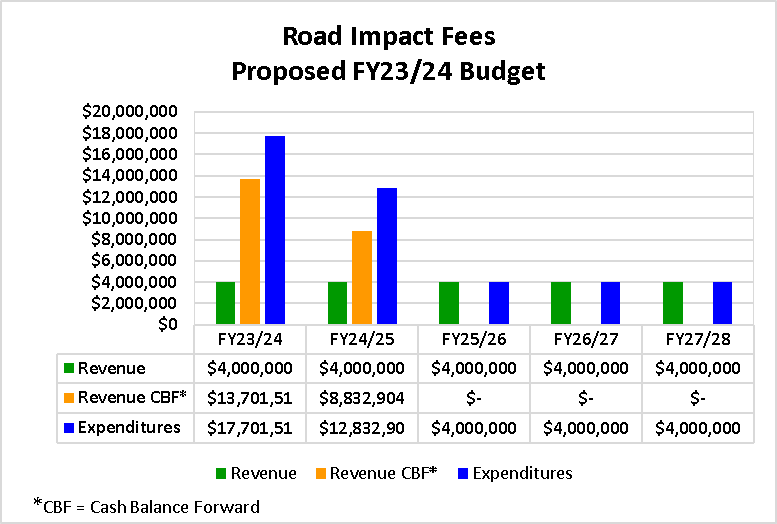 Road Impact Fees
Proposed FY23/24 Budget
$20,000,000
$18,000,000
$16,000,000
$14,000,000
$12,000,000
$10,000,000
$8,000,000
$6,000,000
$4,000,000
$2,000,000
$0
FY23/24 FY24/25 FY25/26 FY26/27 FY27/28
Revenue $4,000,000 $4,000,000 $4,000,000 $4,000,000 $4,000,000
Revenue CBF* $13,701,51 $8,832,904 $- $- $-
Expenditures $17,701,51 $12,832,90 $4,000,000 $4,000,000 $4,000,000
Revenue Revenue CBF* Expenditures
*CBF = Cash Balance Forward